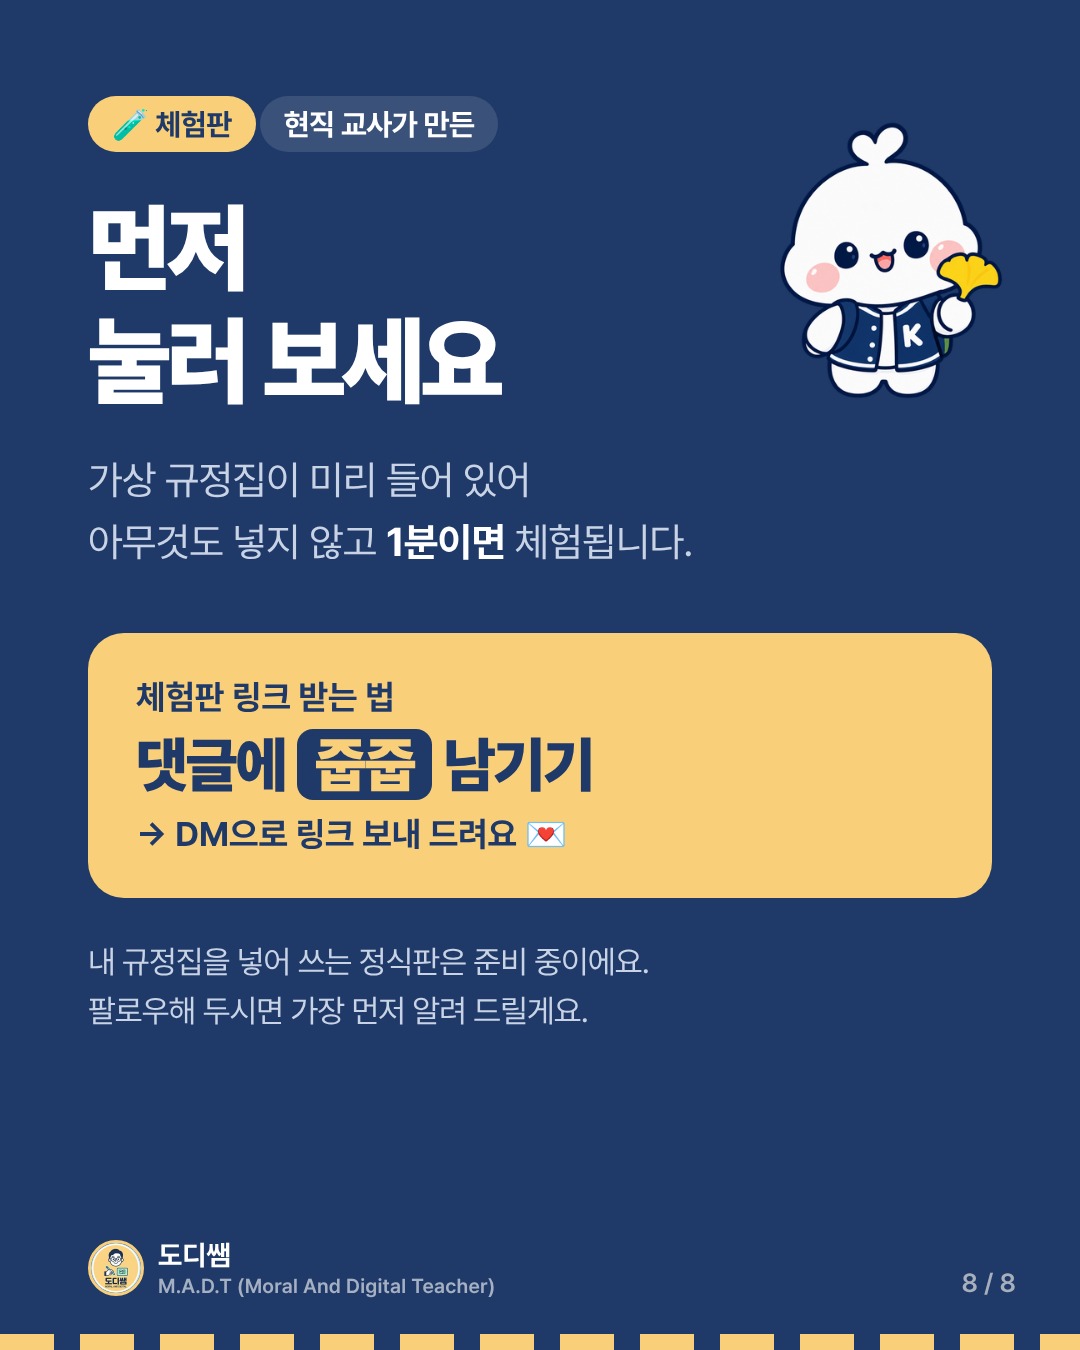 🧪 체험판 현직 교사가 만든
먼저
눌러 보세요
가상 규정집이 미리 들어 있어
아무것도 넣지 않고 1분이면 체험됩니다.
체험판 링크 받는 법
댓글에 줍줍 남기기
→ DM으로 링크 보내 드려요 💌
내 규정집을 넣어 쓰는 정식판은 준비 중이에요.
팔로우해 두시면 가장 먼저 알려 드릴게요.
K
도디쌤
도디쌤
M.A.D.T (Moral And Digital Teacher)
8 / 8